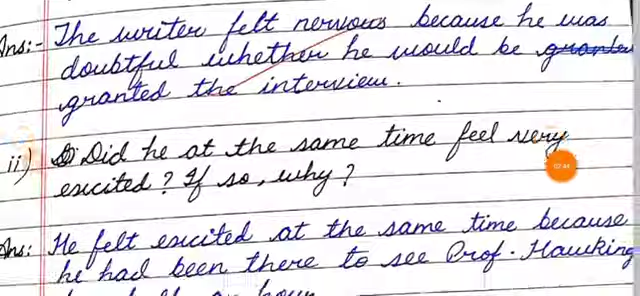 Ans:- The writer felt nervous because he was
doubtful whether he would be
granted the interview.
ii) Did he at the same time feel very
excited? If so, why?
07:44
Ans: He felt excited at the same time because
he had been there to see Prof. Hawking